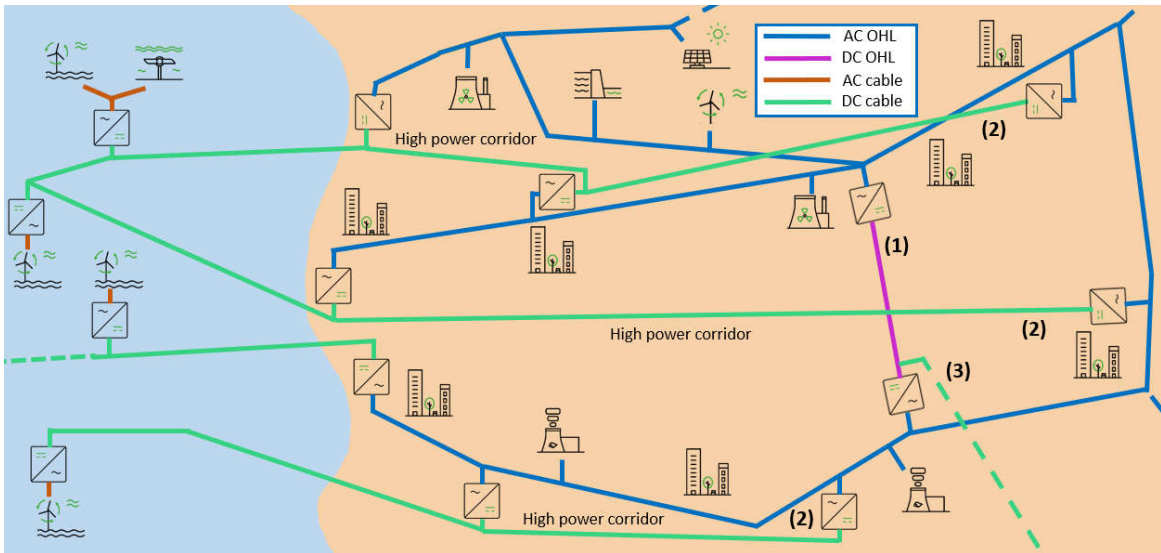 AC OHL
DC OHL
AC cable
DC cable
High power corridor
(2)
(1)
High power corridor
(2)
(3)
High power corridor
(2)